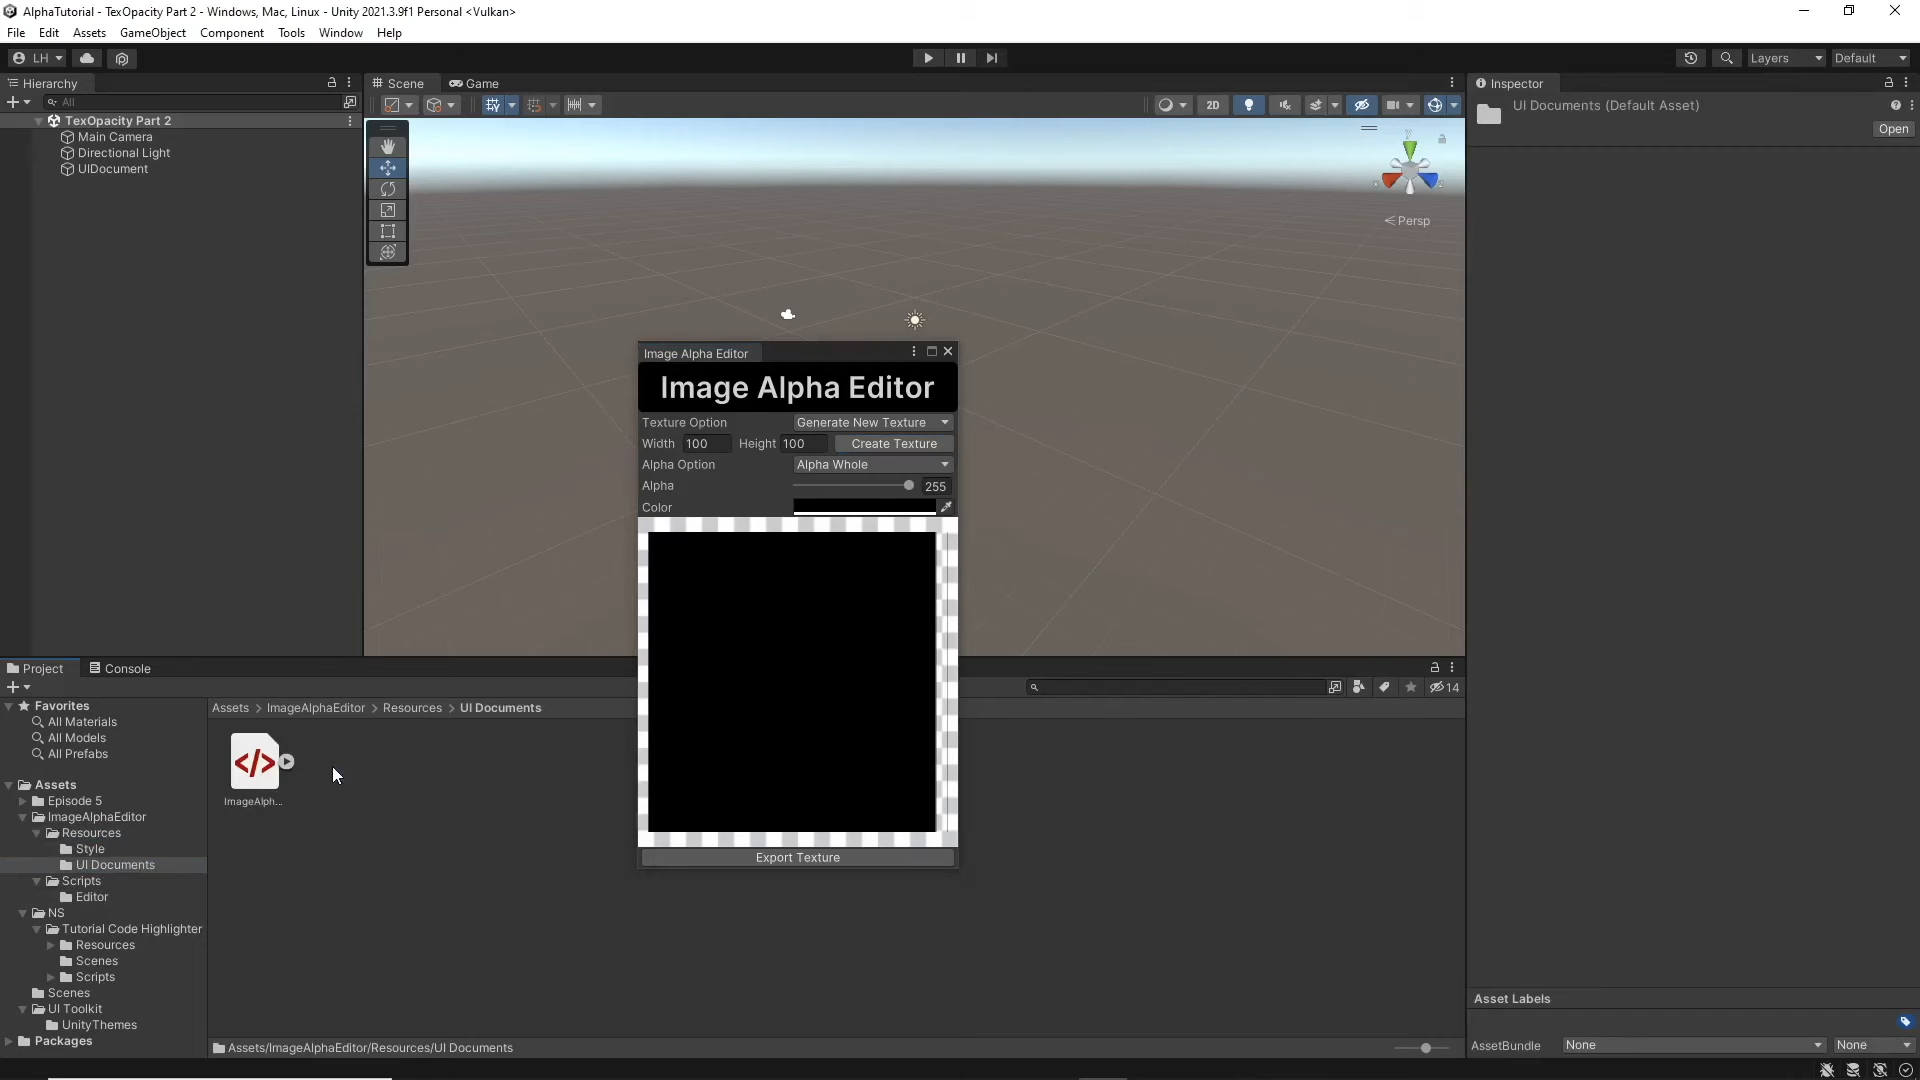 AlphaTutorial - TexOpacity Part 2 - Windows, Mac, Linux - Unity 2021.3.9f1 Personal <Vulkan>
File Edit Assets GameObject Component Tools Window Help
LH Layers Default
Hierarchy
All
TexOpacity Part 2
Main Camera
Directional Light
UIDocument
Scene Game
2D
y
Persp
Inspector
UI Documents (Default Asset)
Open
Image Alpha Editor
Image Alpha Editor
Texture Option Generate New Texture
Width 100 Height 100 Create Texture
Alpha Option Alpha Whole
Alpha 255
Color
Export Texture
Project Console
14
Favorites
All Materials
All Models
All Prefabs
Assets
Episode 5
ImageAlphaEditor
Resources
Style
UI Documents
Scripts
Editor
NS
Tutorial Code Highlighter
Resources
Scenes
Scripts
Scenes
UI Toolkit
UnityThemes
Packages
Assets > ImageAlphaEditor > Resources > UI Documents
</>
ImageAlph...
Assets/ImageAlphaEditor/Resources/UI Documents
Asset Labels
AssetBundle None None